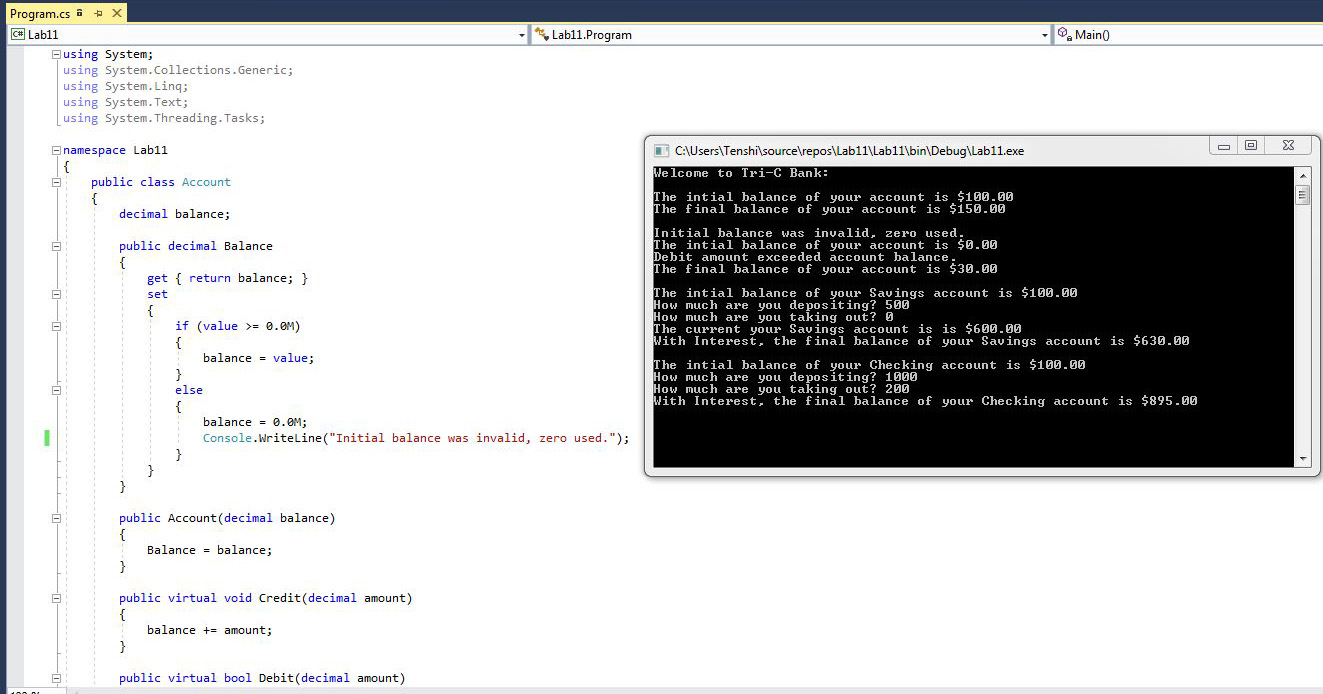 Program.cs
Lab11
Lab11.Program
Main()
using System;
using System.Collections.Generic;
using System.Linq;
using System.Text;
using System.Threading.Tasks;
namespace Lab11
{
public class Account
{
decimal balance;
public decimal Balance
{
get { return balance; }
set
{
if (value >= 0.0M)
{
balance = value;
}
else
{
balance = 0.0M;
Console.WriteLine("Initial balance was invalid, zero used.");
}
}
}
public Account(decimal balance)
{
Balance = balance;
}
public virtual void Credit(decimal amount)
{
balance += amount;
}
public virtual bool Debit(decimal amount)
C:\Users\Tenshi\source\repos\Lab11\Lab11\bin\Debug\Lab11.exe
Welcome to Tri-C Bank:
The intial balance of your account is $100.00
The final balance of your account is $150.00
Initial balance was invalid, zero used.
The intial balance of your account is $0.00
Debit amount exceeded account balance.
The final balance of your account is $30.00
The intial balance of your Savings account is $100.00
How much are you depositing? 500
How much are you taking out? 0
The current your Savings account is is $600.00
With Interest, the final balance of your Savings account is $630.00
The intial balance of your Checking account is $100.00
How much are you depositing? 1000
How much are you taking out? 200
With Interest, the final balance of your Checking account is $895.00